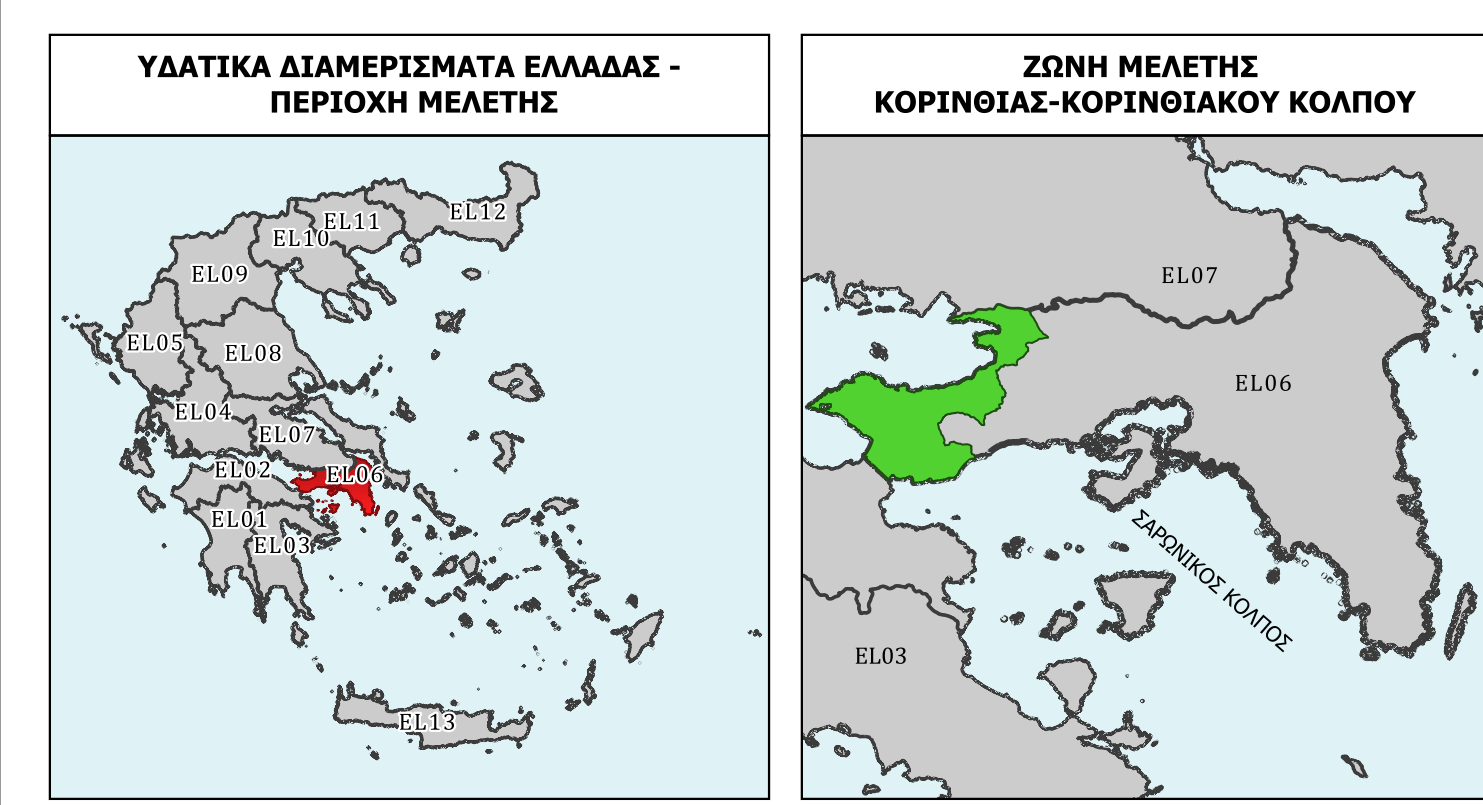 ΥΔΑΤΙΚΑ ΔΙΑΜΕΡΙΣΜΑΤΑ ΕΛΛΑΔΑΣ -
ΠΕΡΙΟΧΗ ΜΕΛΕΤΗΣ
EL12
EL11
EL10
EL09
EL05
EL08
EL04
EL07
EL02
EL06
EL01
EL03
EL13
ΖΩΝΗ ΜΕΛΕΤΗΣ
ΚΟΡΙΝΘΙΑΣ-ΚΟΡΙΝΘΙΑΚΟΥ ΚΟΛΠΟΥ
EL07
EL06
ΣΑΡΩΝΙΚΟΣ ΚΟΛΠΟΣ
EL03